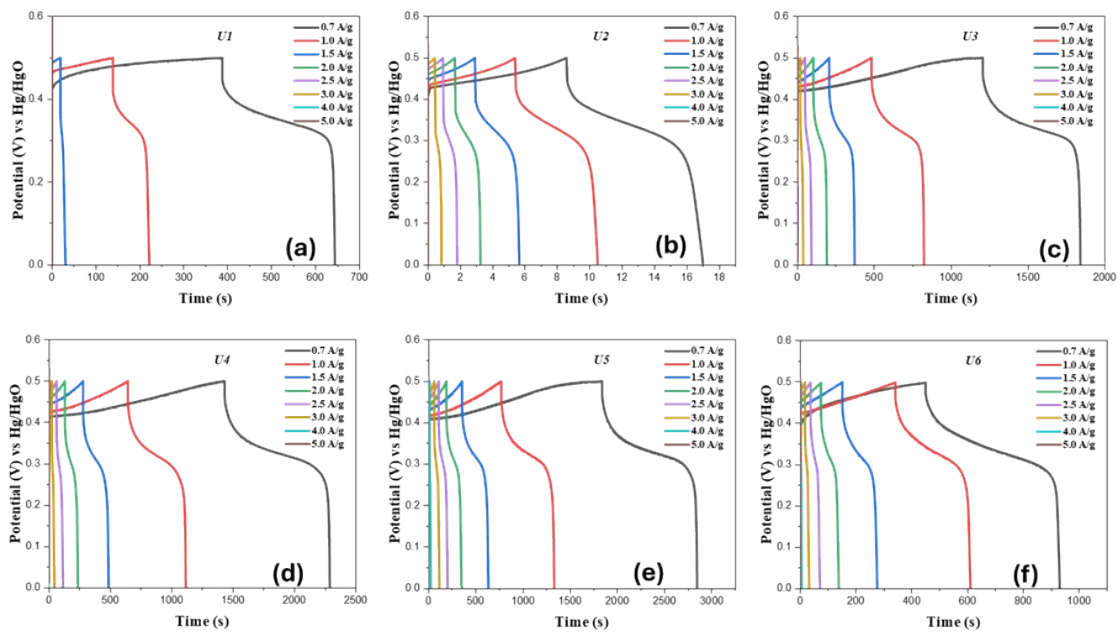 U1
0.7 A/g
1.0 A/g
1.5 A/g
2.0 A/g
2.5 A/g
3.0 A/g
4.0 A/g
5.0 A/g
0.6
0.4
0.2
0.0
Potential (V) vs Hg/HgO
(a)
0 100 200 300 400 500 600 700
Time (s)
U2
0.7 A/g
1.0 A/g
1.5 A/g
2.0 A/g
2.5 A/g
3.0 A/g
4.0 A/g
5.0 A/g
0.6
0.5
0.4
0.3
0.2
0.1
0.0
Potential (V) vs Hg/HgO
(b)
0 2 4 6 8 10 12 14 16 18
Time (s)
U3
0.7 A/g
1.0 A/g
1.5 A/g
2.0 A/g
2.5 A/g
3.0 A/g
4.0 A/g
5.0 A/g
0.6
0.5
0.4
0.3
0.2
0.1
0.0
Potential (V) vs Hg/HgO
(c)
0 500 1000 1500 2000
Time (s)
U4
0.7 A/g
1.0 A/g
1.5 A/g
2.0 A/g
2.5 A/g
3.0 A/g
4.0 A/g
5.0 A/g
0.6
0.5
0.4
0.3
0.2
0.1
0.0
Potential (V) vs Hg/HgO
(d)
0 500 1000 1500 2000 2500
Time (s)
U5
0.7 A/g
1.0 A/g
1.5 A/g
2.0 A/g
2.5 A/g
3.0 A/g
4.0 A/g
5.0 A/g
0.6
0.5
0.4
0.3
0.2
0.1
0.0
Potential (V) vs Hg/HgO
(e)
0 500 1000 1500 2000 2500 3000
Time (s)
U6
0.7 A/g
1.0 A/g
1.5 A/g
2.0 A/g
2.5 A/g
3.0 A/g
4.0 A/g
5.0 A/g
0.6
0.5
0.4
0.3
0.2
0.1
0.0
Potential (V) vs Hg/HgO
(f)
0 200 400 600 800 1000
Time (s)